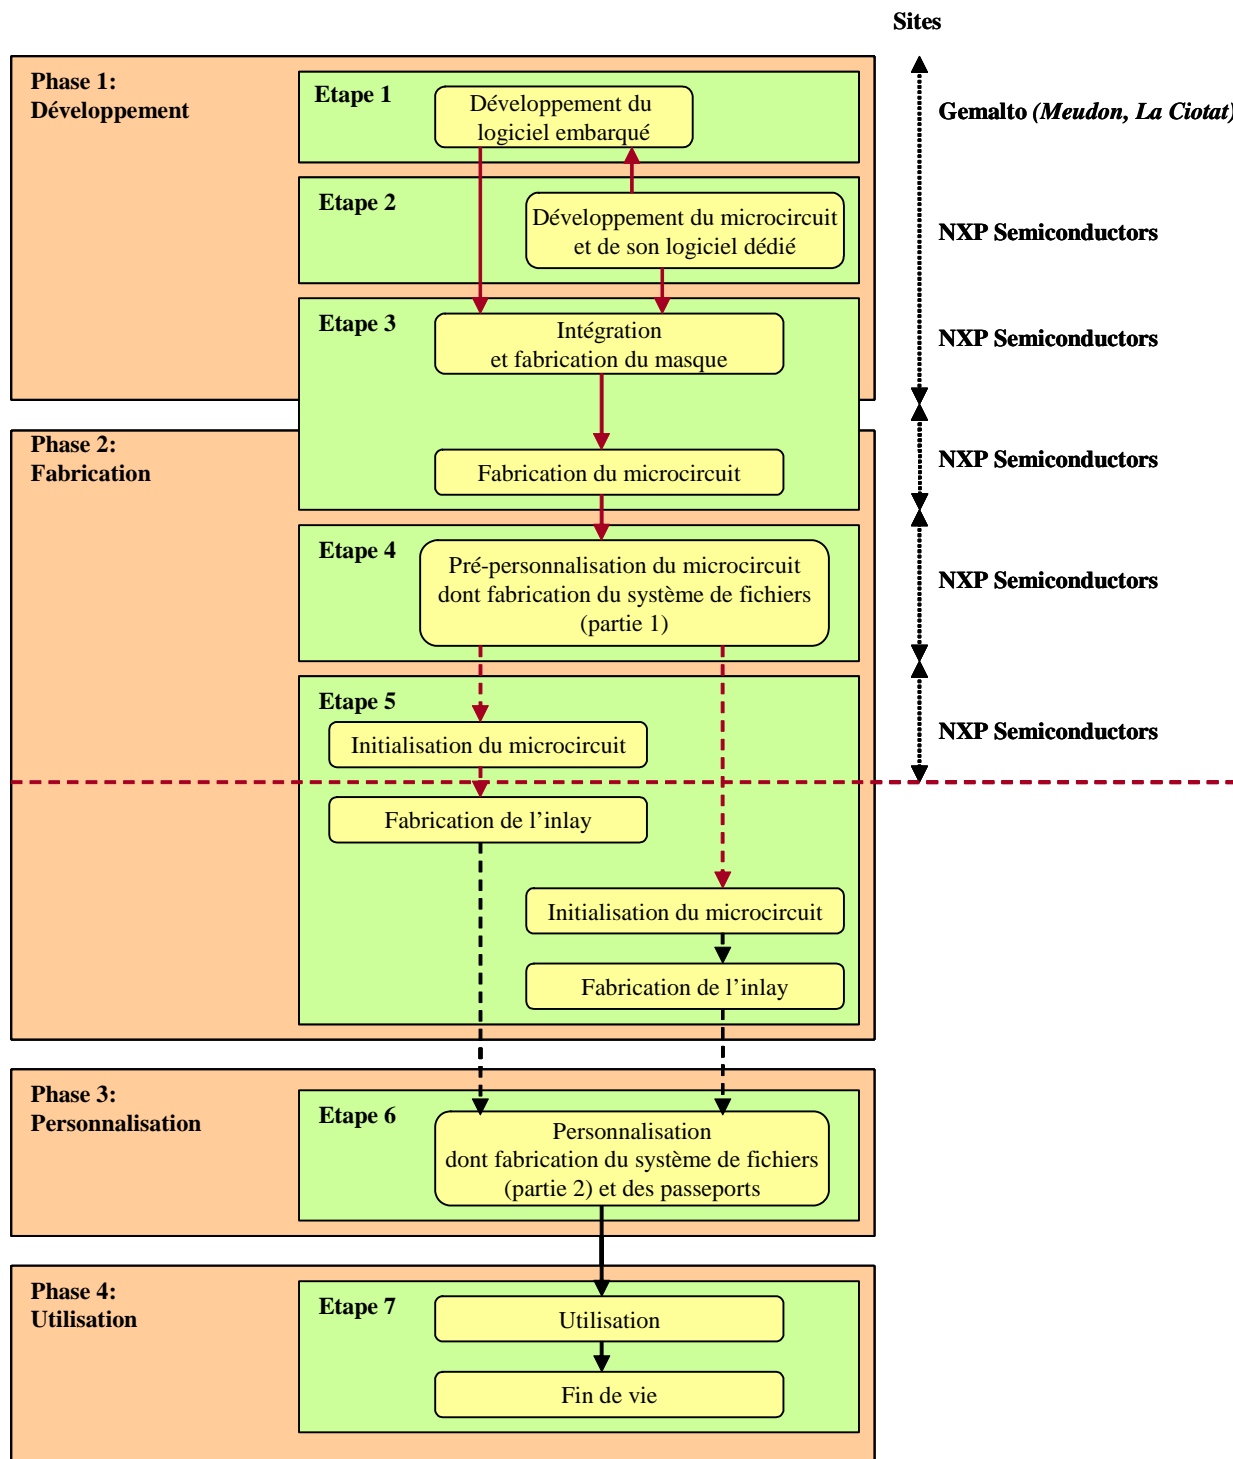 Sites
Phase 1:
Développement
Etape 1
Développement du
logiciel embarqué
Gemalto (Meudon, La Ciotat)
Etape 2
Développement du microcircuit
et de son logiciel dédié
NXP Semiconductors
Etape 3
Intégration
et fabrication du masque
NXP Semiconductors
Phase 2:
Fabrication
Fabrication du microcircuit
NXP Semiconductors
Etape 4
Pré-personnalisation du microcircuit
dont fabrication du système de fichiers
(partie 1)
NXP Semiconductors
Etape 5
Initialisation du microcircuit
NXP Semiconductors
Fabrication de l’inlay
Initialisation du microcircuit
Fabrication de l’inlay
Phase 3:
Personnalisation
Etape 6
Personnalisation
dont fabrication du système de fichiers
(partie 2) et des passeports
Phase 4:
Utilisation
Etape 7
Utilisation
Fin de vie